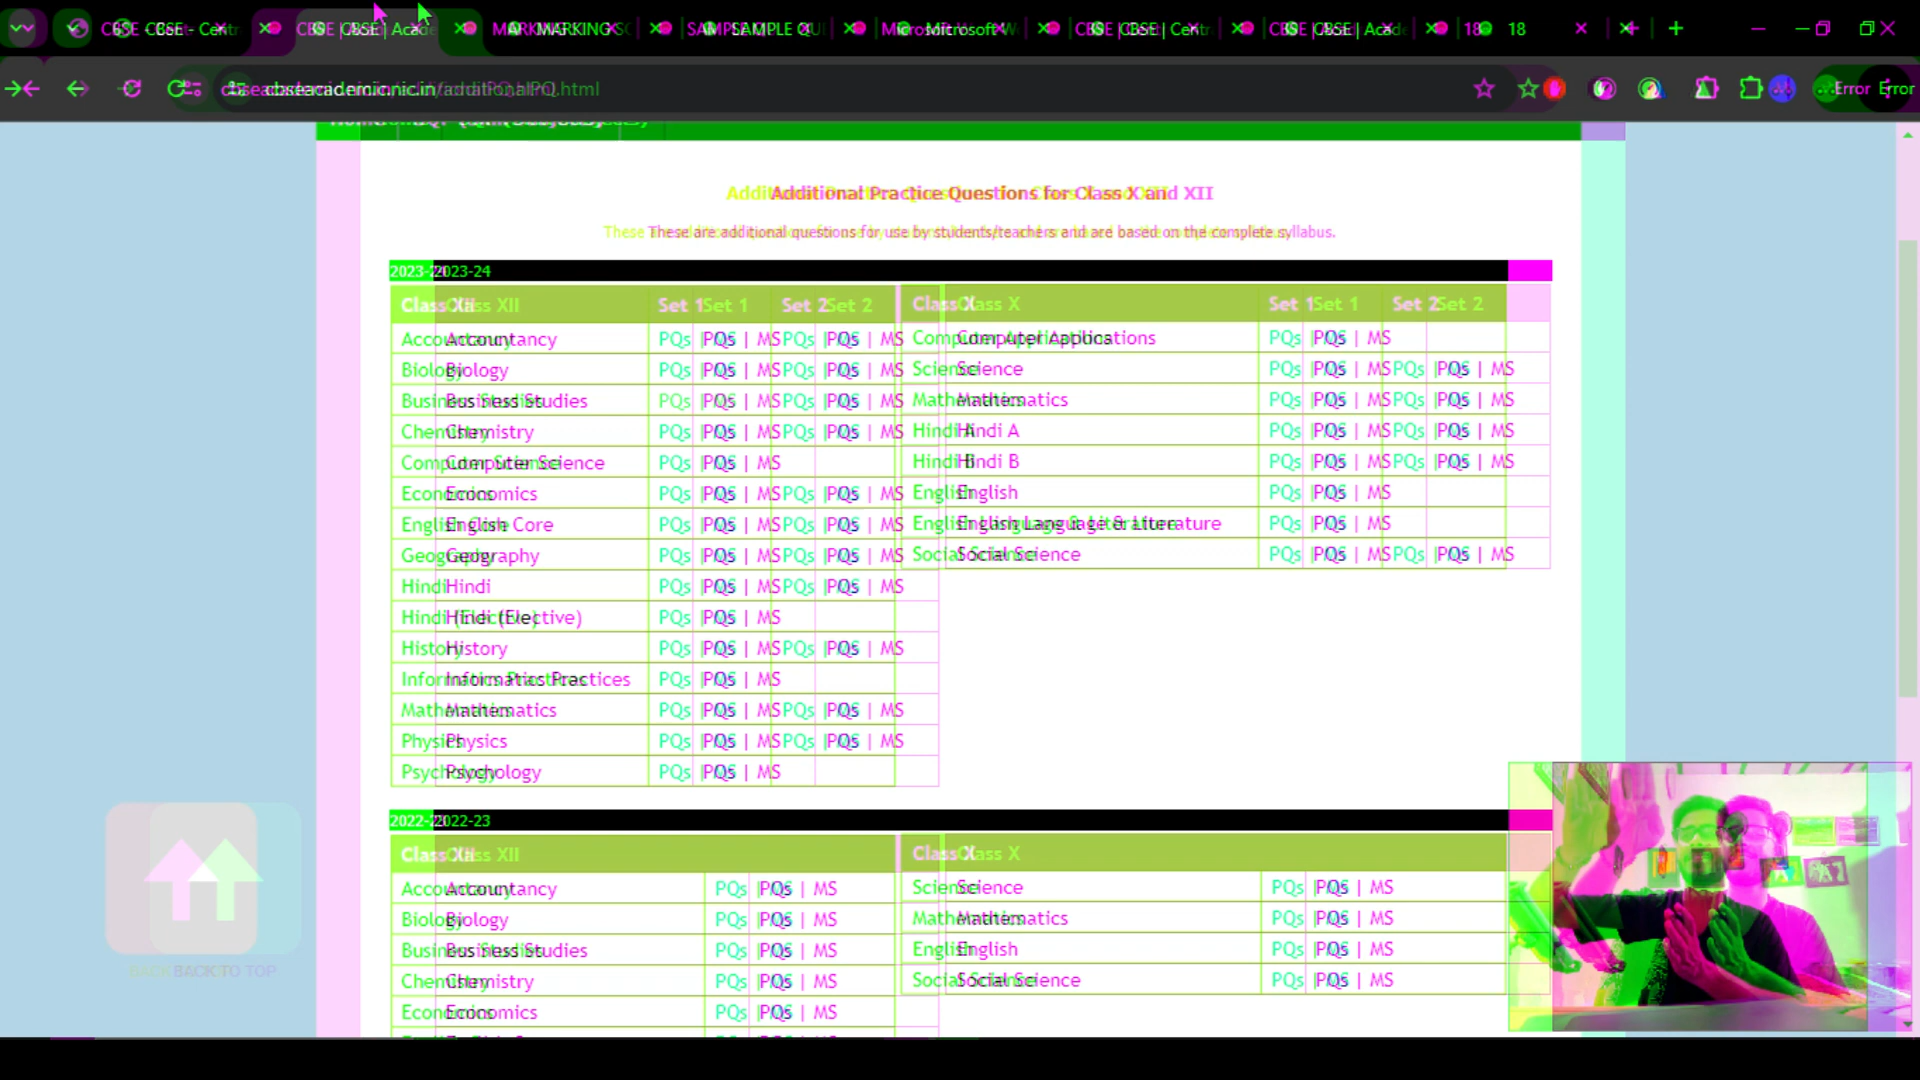 CBSE - CBSE - Centr
CBSE | CBSE | Acade
MARKING
SAMPLE QU
Microsoft W
CBSE | Centr
CBSE | Acade
18
cbseacademic.nic.in/additionalPQ.html
Error
Additional Practice Questions for Class X and XII
These are additional questions for use by students/teachers and are based on the complete syllabus.
2023-24
Class XII Set 1 Set 2
Accountancy PQs | MS PQs | MS
Biology PQs | MS PQs | MS
Business Studies PQs | MS PQs | MS
Chemistry PQs | MS PQs | MS
Computer Science PQs | MS
Economics PQs | MS PQs | MS
English Core PQs | MS PQs | MS
Geography PQs | MS PQs | MS
Hindi PQs | MS PQs | MS
Hindi (Elective) PQs | MS
History PQs | MS PQs | MS
Informatics Practices PQs | MS
Mathematics PQs | MS PQs | MS
Physics PQs | MS PQs | MS
Psychology PQs | MS
Class X Set 1 Set 2
Computer Applications PQs | MS
Science PQs | MS PQs | MS
Mathematics PQs | MS PQs | MS
Hindi A PQs | MS PQs | MS
Hindi B PQs | MS PQs | MS
English PQs | MS
English Language & Literature PQs | MS
Social Science PQs | MS PQs | MS
2022-23
Class XII
Accountancy PQs | MS
Biology PQs | MS
Business Studies PQs | MS
Chemistry PQs | MS
Economics PQs | MS
Class X
Science PQs | MS
Mathematics PQs | MS
English PQs | MS
Social Science PQs | MS
BACK TO TOP